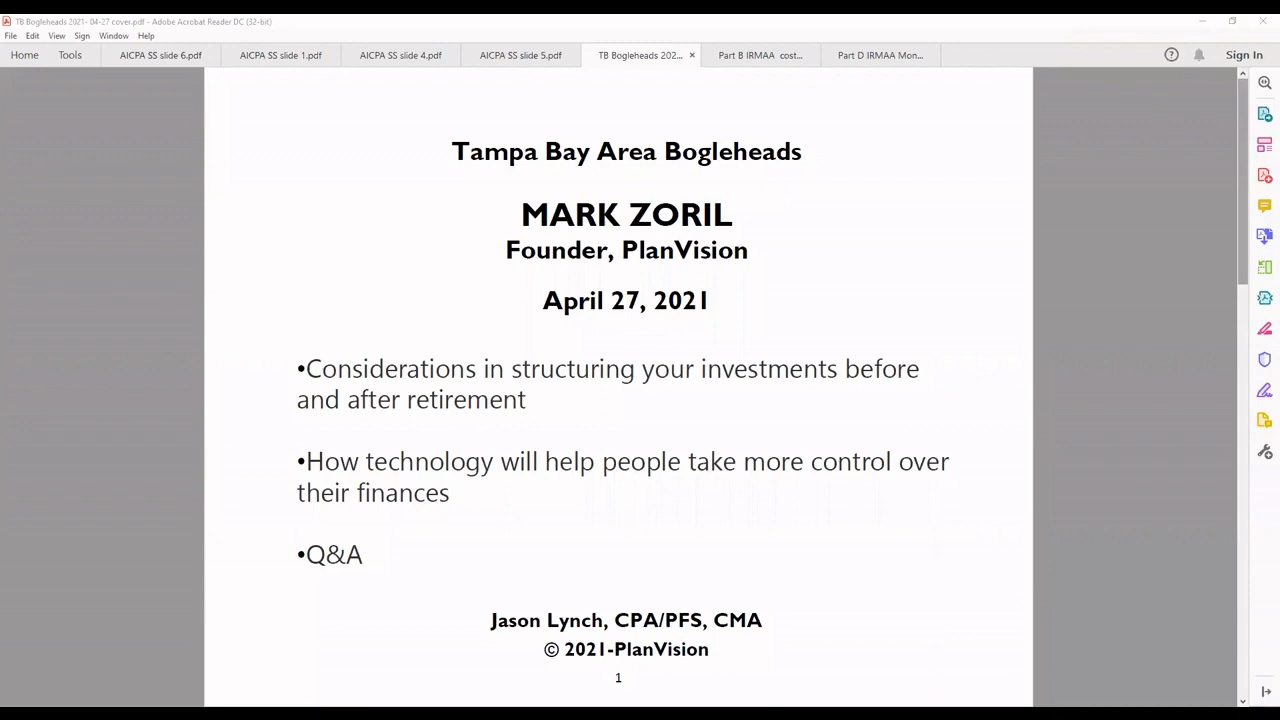 TB Bogleheads 2021- 04-27 cover.pdf - Adobe Acrobat Reader DC (32-bit)
File Edit View Sign Window Help
Home Tools AICPA SS slide 6.pdf AICPA SS slide 1.pdf AICPA SS slide 4.pdf AICPA SS slide 5.pdf TB Bogleheads 202... × Part B IRMAA cost... Part D IRMAA Mon... Sign In
Tampa Bay Area Bogleheads
MARK ZORIL
Founder, PlanVision
April 27, 2021
•Considerations in structuring your investments before
and after retirement
•How technology will help people take more control over
their finances
•Q&A
Jason Lynch, CPA/PFS, CMA
© 2021-PlanVision
1